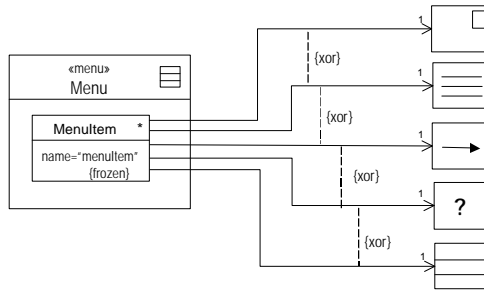 «menu»
Menu
MenuItem *
name="menuItem"
{frozen}
1
{xor}
1
{xor}
1
{xor}
1
?
{xor}
1